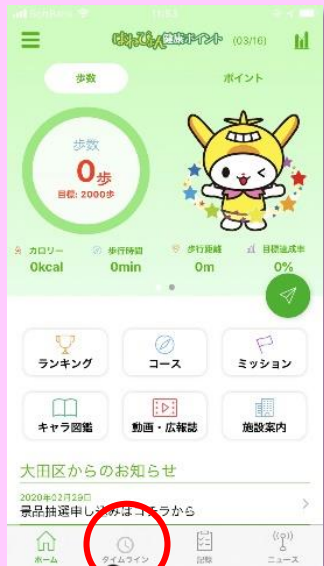 はねぴょん健康ポイント (03/16)
歩数 ポイント
歩数
0歩
目標: 2000歩
カロリー 歩行時間 歩行距離 目標達成率
0kcal 0min 0m 0%
ランキング コース ミッション
キャラ図鑑 動画・広報誌 施設案内
大田区からのお知らせ
2020年02月29日
景品抽選申し込みはコチラから
ホーム タイムライン 記録 ニュース